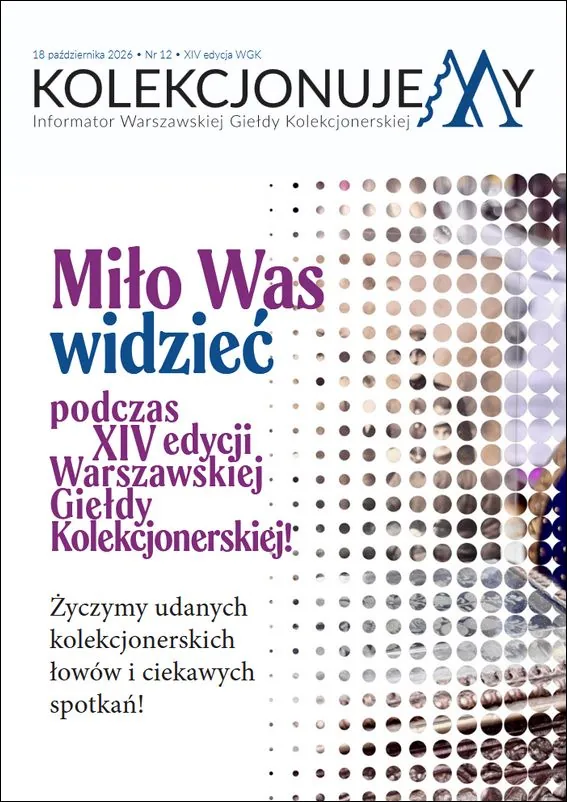 18 października 2026 • Nr 12 • XIV edycja WGK
KOLEKCJONUJEMY
Informator Warszawskiej Giełdy Kolekcjonerskiej
Miło Was
widzieć
podczas
XIV edycji
Warszawskiej
Giełdy
Kolekcjonerskiej!
Życzymy udanych
kolekcjonerskich
łowów i ciekawych
spotkań!